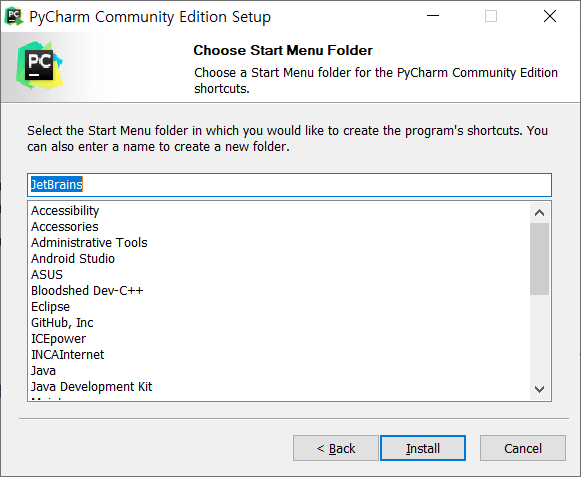 PyCharm Community Edition Setup
PC
Choose Start Menu Folder
Choose a Start Menu folder for the PyCharm Community Edition
shortcuts.
Select the Start Menu folder in which you would like to create the program's shortcuts. You
can also enter a name to create a new folder.
JetBrains
Accessibility
Accessories
Administrative Tools
Android Studio
ASUS
Bloodshed Dev-C++
Eclipse
GitHub, Inc
ICEpower
INCAInternet
Java
Java Development Kit
< Back
Install
Cancel